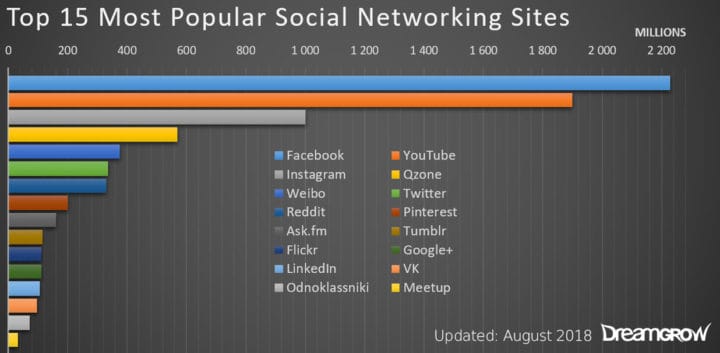 Top 15 Most Popular Social Networking Sites
MILLIONS
0 200 400 600 800 1 000 1 200 1 400 1 600 1 800 2 000 2 200
Facebook YouTube
Instagram Qzone
Weibo Twitter
Reddit Pinterest
Ask.fm Tumblr
Flickr Google+
LinkedIn VK
Odnoklassniki Meetup
Updated: August 2018 DREAMGROW